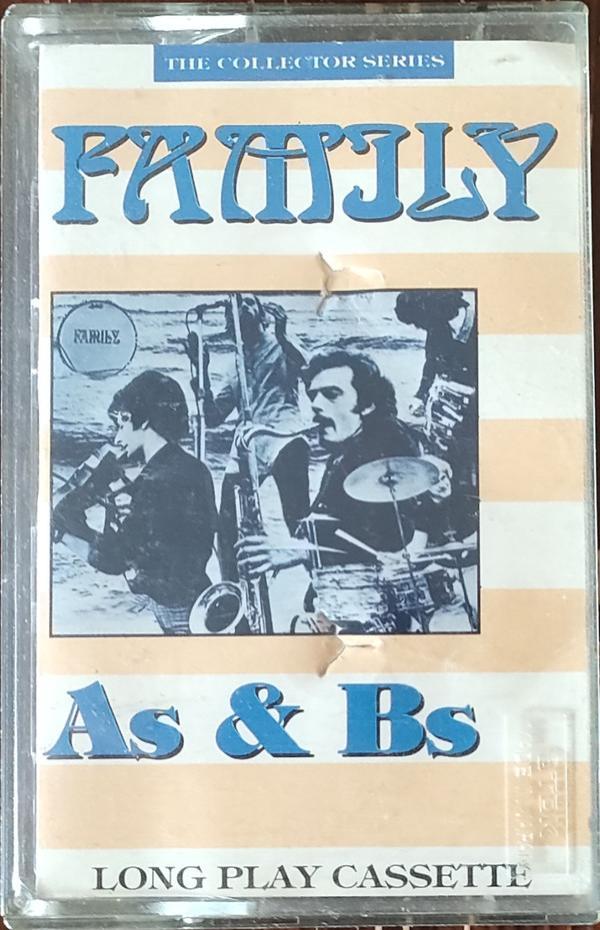 THE COLLECTOR SERIES
FAMILY
FAMILY
As & Bs
LONG PLAY CASSETTE